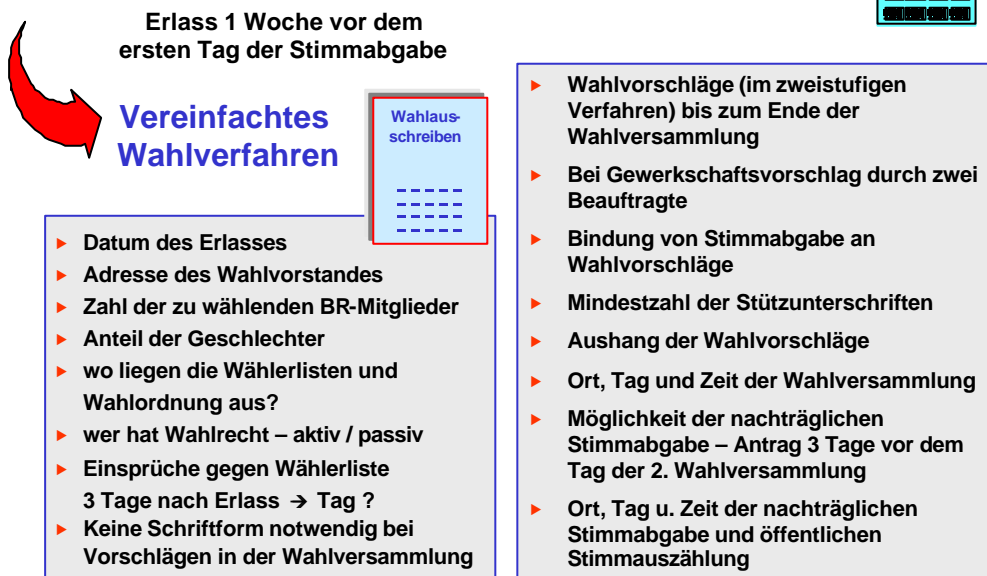 Erlass 1 Woche vor dem
ersten Tag der Stimmabgabe
Vereinfachtes
Wahlverfahren
Wahlaus-
schreiben
▶ Datum des Erlasses
▶ Adresse des Wahlvorstandes
▶ Zahl der zu wählenden BR-Mitglieder
▶ Anteil der Geschlechter
▶ wo liegen die Wählerlisten und
Wahlordnung aus?
▶ wer hat Wahlrecht – aktiv / passiv
▶ Einsprüche gegen Wählerliste
3 Tage nach Erlass → Tag ?
▶ Keine Schriftform notwendig bei
Vorschlägen in der Wahlversammlung
▶ Wahlvorschläge (im zweistufigen
Verfahren) bis zum Ende der
Wahlversammlung
▶ Bei Gewerkschaftsvorschlag durch zwei
Beauftragte
▶ Bindung von Stimmabgabe an
Wahlvorschläge
▶ Mindestzahl der Stützunterschriften
▶ Aushang der Wahlvorschläge
▶ Ort, Tag und Zeit der Wahlversammlung
▶ Möglichkeit der nachträglichen
Stimmabgabe – Antrag 3 Tage vor dem
Tag der 2. Wahlversammlung
▶ Ort, Tag u. Zeit der nachträglichen
Stimmabgabe und öffentlichen
Stimmauszählung